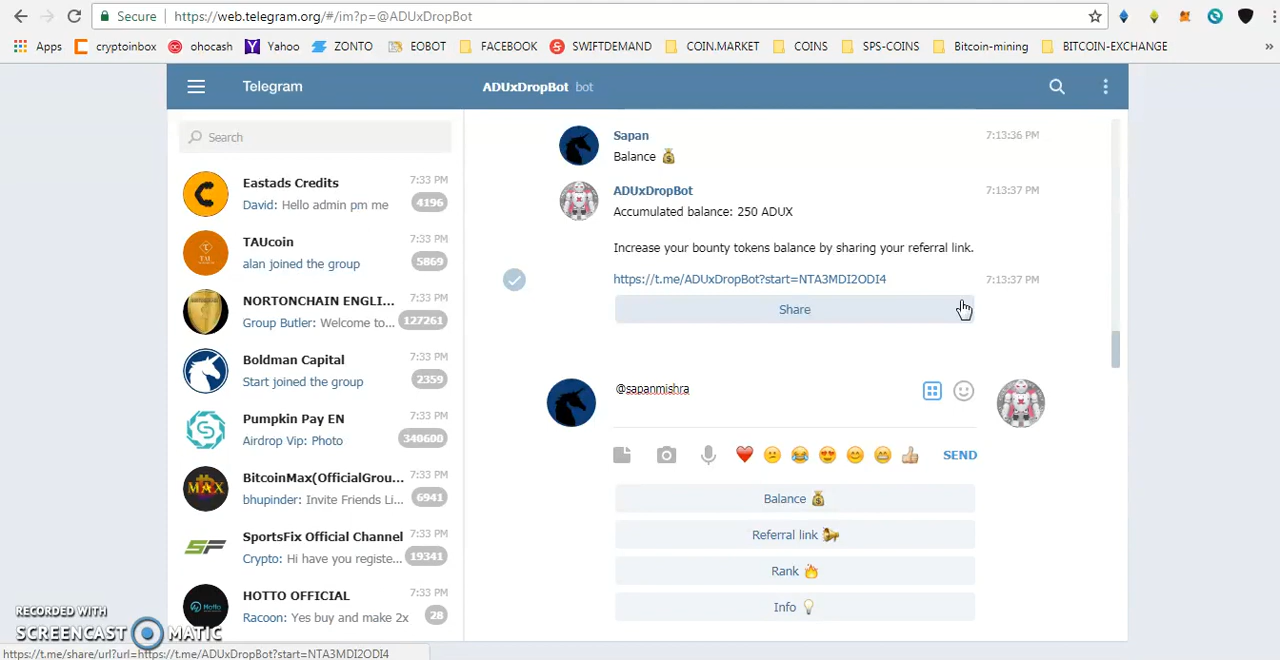 Secure https://web.telegram.org/#/im?p=@ADUxDropBot
Apps cryptoinbox ohocash Yahoo ZONTO EOBOT FACEBOOK SWIFTDEMAND COIN.MARKET COINS SPS-COINS Bitcoin-mining BITCOIN-EXCHANGE »
Telegram
ADUxDropBot bot
Search
Eastads Credits 7:33 PM
David: Hello admin pm me 4196
TAUcoin 7:33 PM
alan joined the group 5869
NORTONCHAIN ENGLI... 7:33 PM
Group Butler: Welcome to... 127261
Boldman Capital 7:33 PM
Start joined the group 2359
Pumpkin Pay EN 7:33 PM
Airdrop Vip: Photo 340600
BitcoinMax(OfficialGrou... 7:33 PM
bhupinder: Invite Friends Li... 6941
SportsFix Official Channel 7:33 PM
Crypto: Hi have you registe... 19341
HOTTO OFFICIAL 7:33 PM
Racoon: Yes buy and make 2x 28
Sapan 7:13:36 PM
Balance
ADUxDropBot 7:13:37 PM
Accumulated balance: 250 ADUX
Increase your bounty tokens balance by sharing your referral link.
https://t.me/ADUxDropBot?start=NTA3MDI2ODI4 7:13:37 PM
Share
@sapanmishra
SEND
Balance
Referral link
Rank
Info
RECORDED WITH
SCREENCAST MATIC
https://t.me/share/url?url=https://t.me/ADUxDropBot?start=NTA3MDI2ODI4